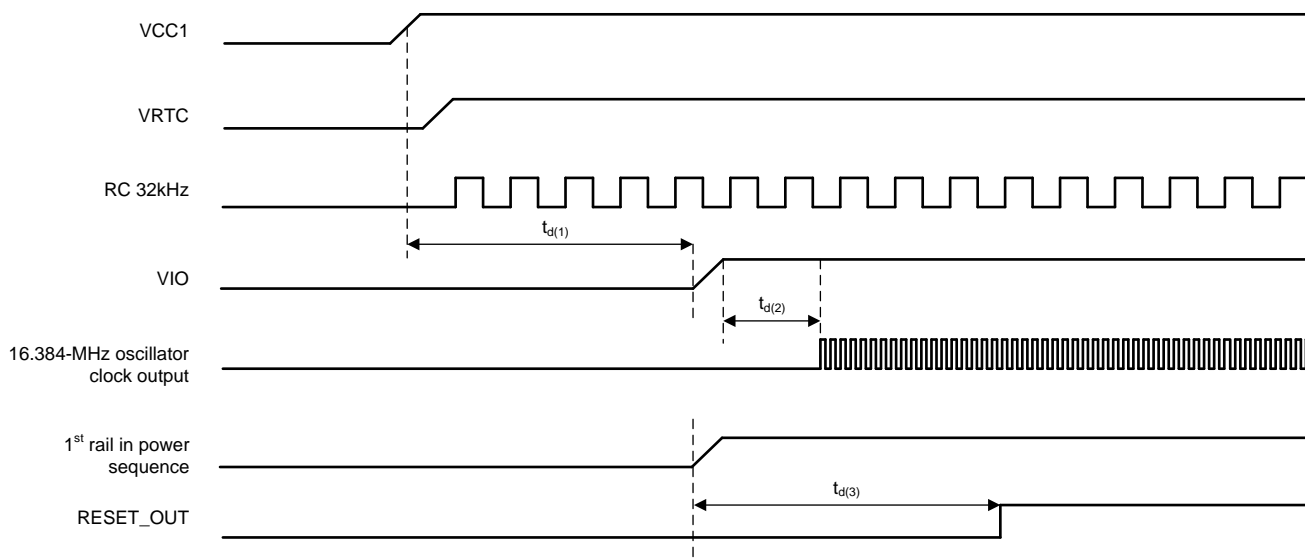 VCC1
VRTC
RC 32kHz
td(1)
VIO
td(2)
16.384-MHz oscillator
clock output
1st rail in power
sequence
td(3)
RESET_OUT